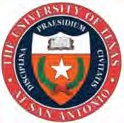 THE UNIVERSITY OF TEXAS
AT SAN ANTONIO
DISCIPLINA
PRAESIDIUM
CIVITATIS